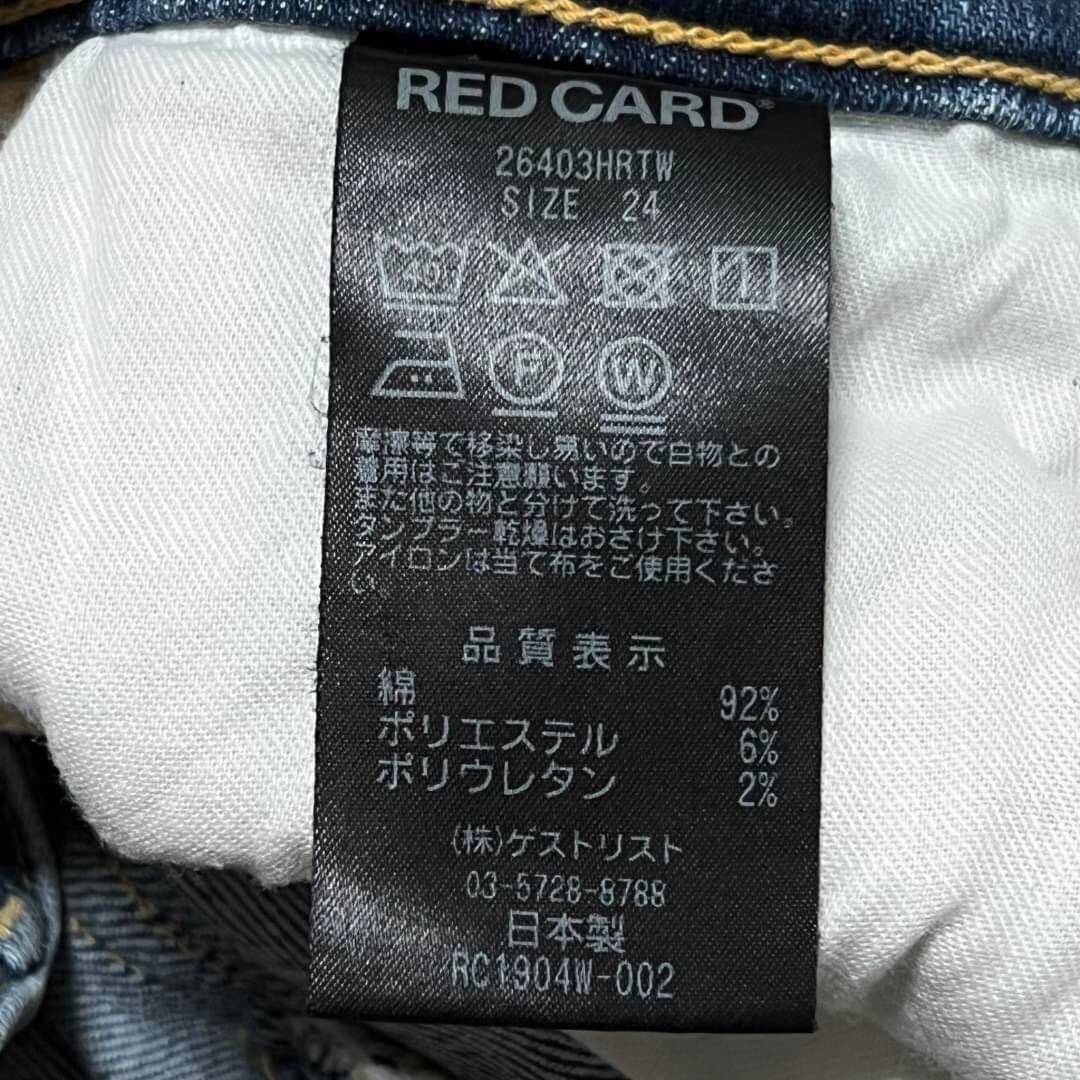 RED CARD®
26403HRTW
SIZE 24
40
P W
摩擦等で移染し易いので白物との
着用はご注意願います。
また他の物と分けて洗って下さい。
タンブラー乾燥はおさけ下さい。
アイロンは当て布をご使用くださ
い
品質表示
綿 92%
ポリエステル 6%
ポリウレタン 2%
(株)ゲストリスト
03-5728-8788
日本製
RC1904W-002